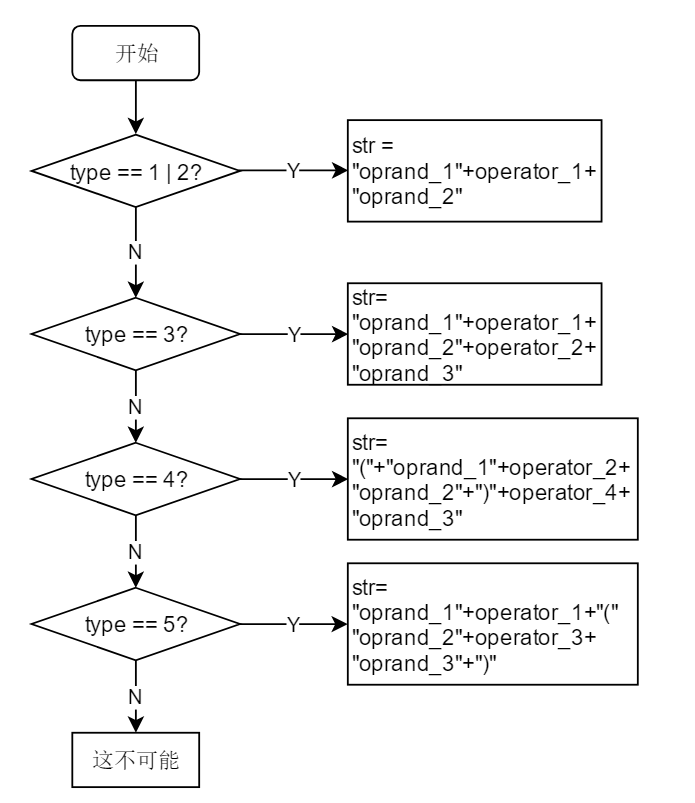 开始
type == 1 | 2?
Y
str =
"oprand_1"+operator_1+
"oprand_2"
N
type == 3?
Y
str=
"oprand_1"+operator_1+
"oprand_2"+operator_2+
"oprand_3"
N
type == 4?
Y
str=
"("+"oprand_1"+operator_2+
"oprand_2"+")"+operator_4+
"oprand_3"
N
type == 5?
Y
str=
"oprand_1"+operator_1+"("
"oprand_2"+operator_3+
"oprand_3"+")"
N
这不可能